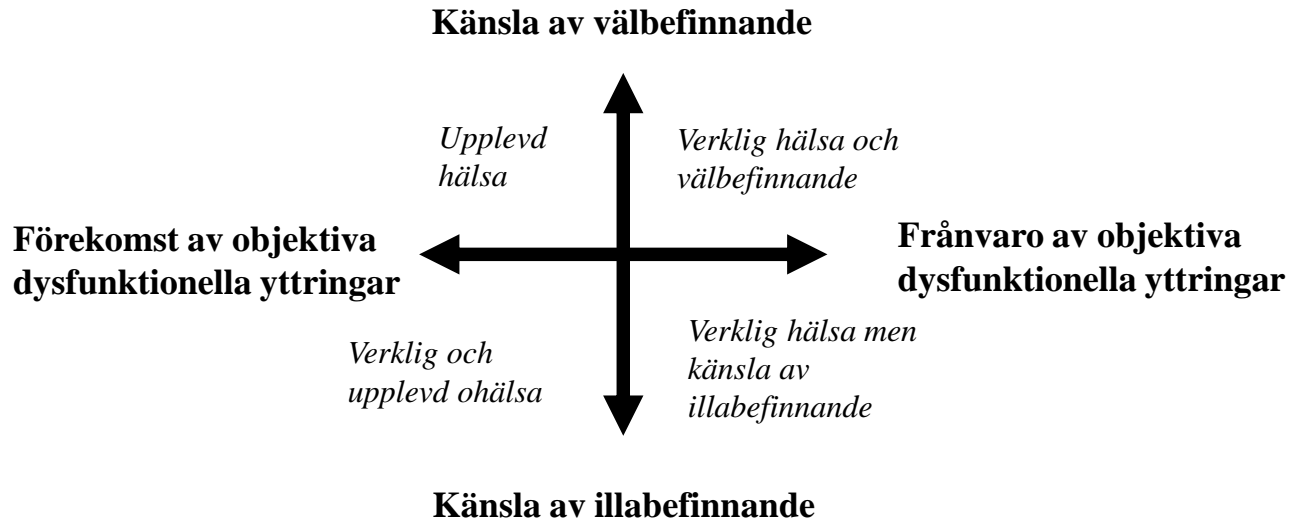 Känsla av välbefinnande
Upplevd
hälsa
Verklig hälsa och
välbefinnande
Förekomst av objektiva
dysfunktionella yttringar
Frånvaro av objektiva
dysfunktionella yttringar
Verklig och
upplevd ohälsa
Verklig hälsa men
känsla av
illabefinnande
Känsla av illabefinnande